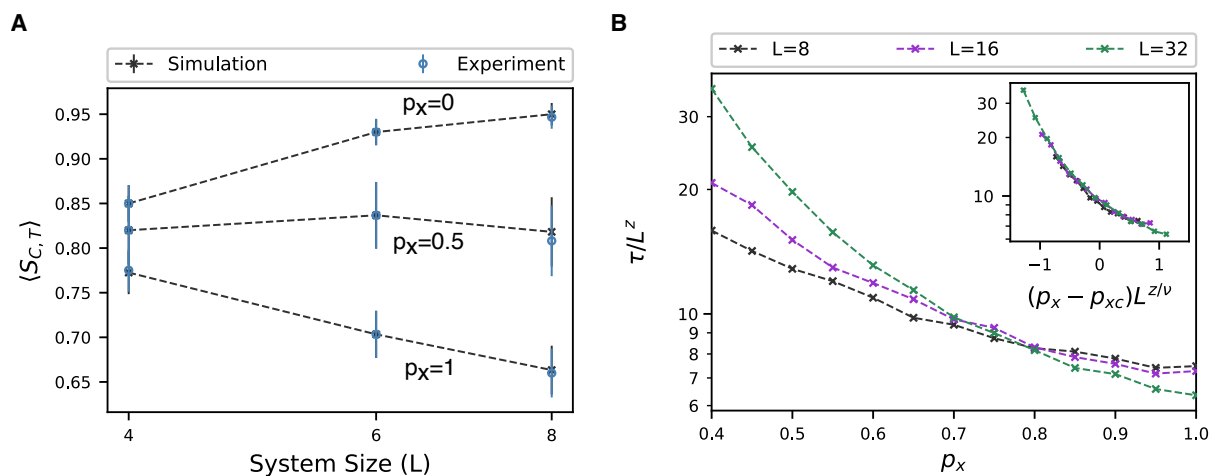 A
Simulation Experiment
⟨S_{C,T}⟩
0.95
0.90
0.85
0.80
0.75
0.70
0.65
p_x=0
p_x=0.5
p_x=1
4 6 8
System Size (L)
B
L=8 L=16 L=32
τ/L^z
30
20
10
9
8
7
6
0.4 0.5 0.6 0.7 0.8 0.9 1.0
p_x
30
20
10
−1 0 1
(p_x − p_{xc})L^{z/ν}